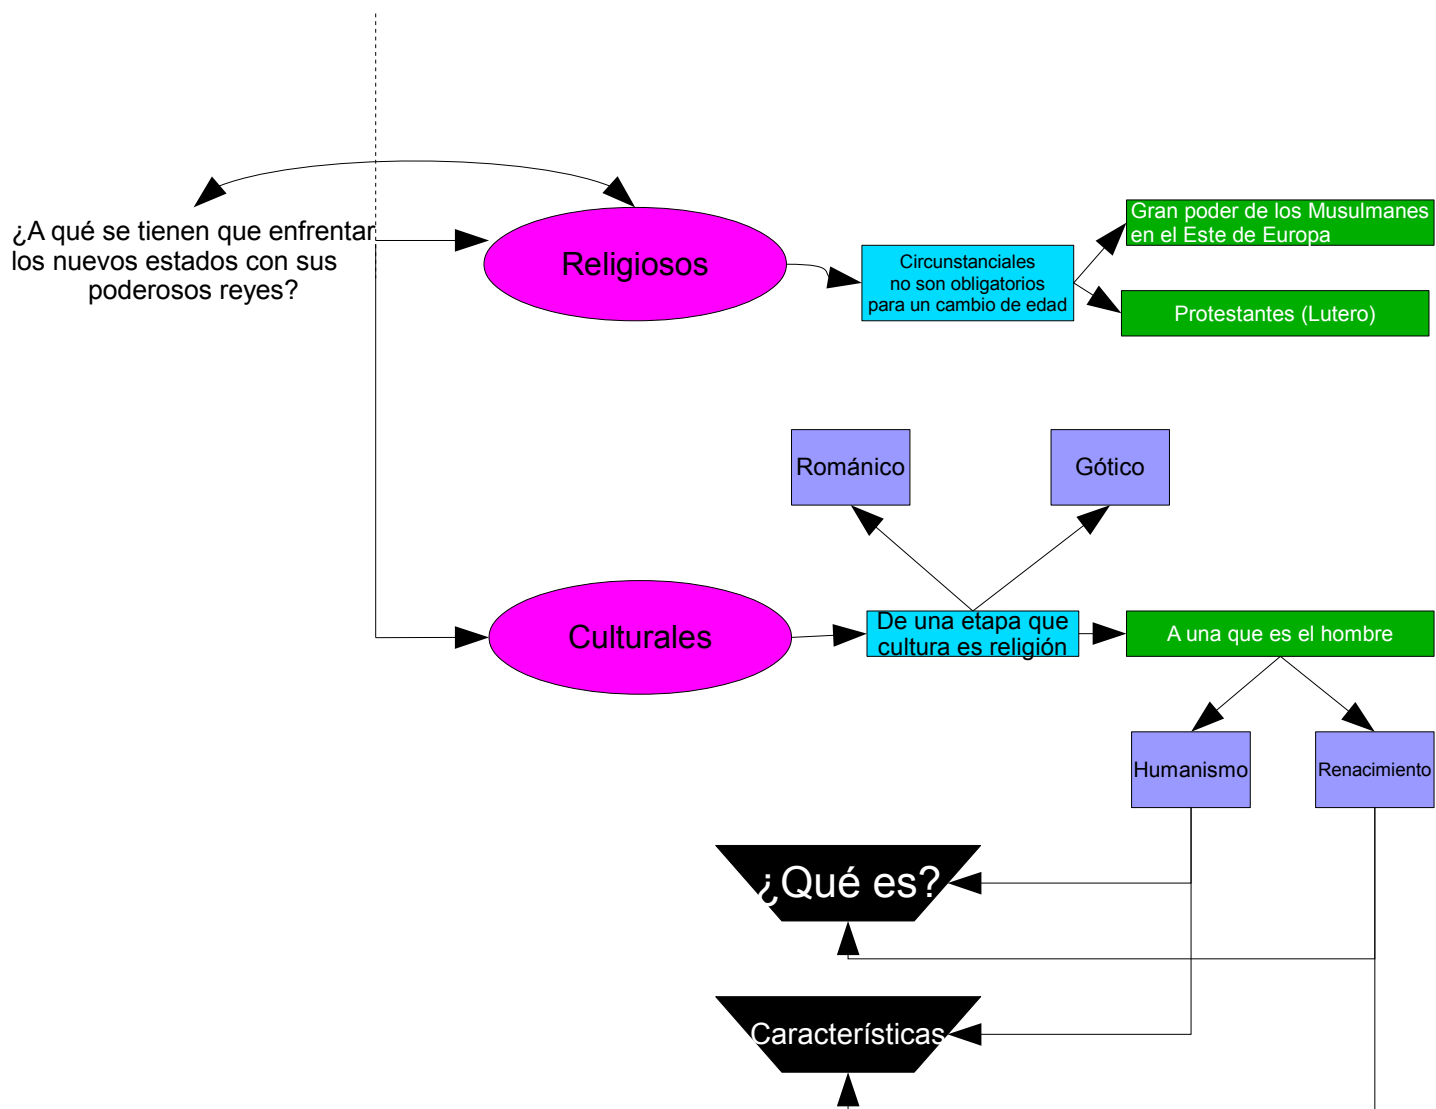 ¿A qué se tienen que enfrentar
los nuevos estados con sus
poderosos reyes?
Religiosos
Circunstanciales
no son obligatorios
para un cambio de edad
Gran poder de los Musulmanes
en el Este de Europa
Protestantes (Lutero)
Románico
Gótico
Culturales
De una etapa que
cultura es religión
A una que es el hombre
Humanismo
Renacimiento
¿Qué es?
Características